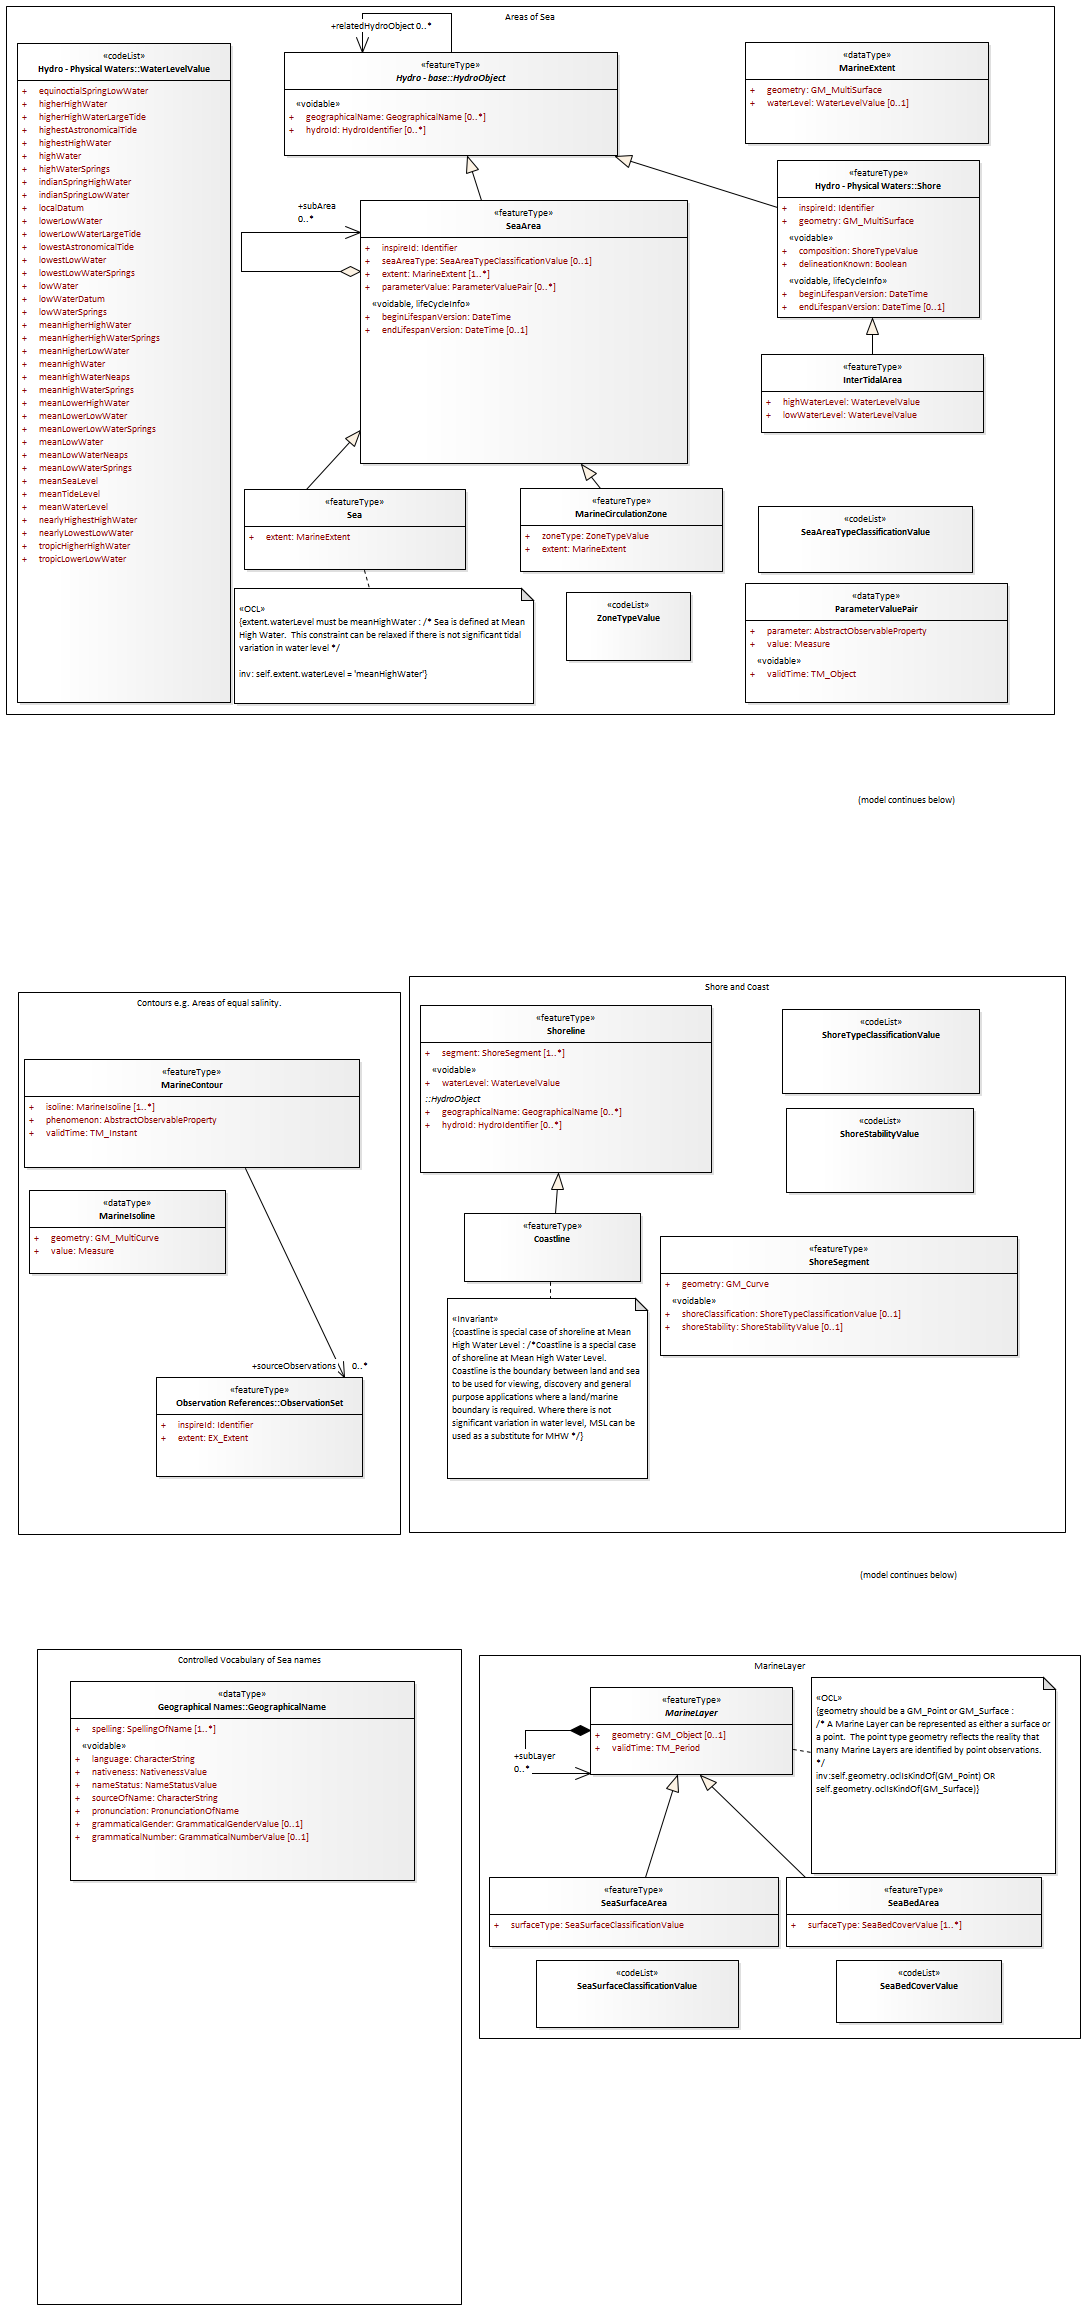 Areas of Sea
+relatedHydroObject 0..*
«codeList»
Hydro - Physical Waters::WaterLevelValue
+ equinoctialSpringLowWater
+ higherHighWater
+ higherHighWaterLargeTide
+ highestAstronomicalTide
+ highestHighWater
+ highWater
+ highWaterSprings
+ indianSpringHighWater
+ indianSpringLowWater
+ localDatum
+ lowerLowWater
+ lowerLowWaterLargeTide
+ lowestAstronomicalTide
+ lowestLowWater
+ lowestLowWaterSprings
+ lowWater
+ lowWaterDatum
+ lowWaterSprings
+ meanHigherHighWater
+ meanHigherHighWaterSprings
+ meanHigherLowWater
+ meanHighWater
+ meanHighWaterNeaps
+ meanHighWaterSprings
+ meanLowerHighWater
+ meanLowerLowWater
+ meanLowerLowWaterSprings
+ meanLowWater
+ meanLowWaterNeaps
+ meanLowWaterSprings
+ meanSeaLevel
+ meanTideLevel
+ meanWaterLevel
+ nearlyHighestHighWater
+ nearlyLowestLowWater
+ tropicHigherHighWater
+ tropicLowerLowWater
«featureType»
Hydro - base::HydroObject
«voidable»
+ geographicalName: GeographicalName [0..*]
+ hydroId: HydroIdentifier [0..*]
«dataType»
MarineExtent
+ geometry: GM_MultiSurface
+ waterLevel: WaterLevelValue [0..1]
«featureType»
Hydro - Physical Waters::Shore
+ inspireId: Identifier
+ geometry: GM_MultiSurface
«voidable»
+ composition: ShoreTypeValue
+ delineationKnown: Boolean
«voidable, lifeCycleInfo»
+ beginLifespanVersion: DateTime
+ endLifespanVersion: DateTime [0..1]
+subArea
0..*
«featureType»
SeaArea
+ inspireId: Identifier
+ seaAreaType: SeaAreaTypeClassificationValue [0..1]
+ extent: MarineExtent [1..*]
+ parameterValue: ParameterValuePair [0..*]
«voidable, lifeCycleInfo»
+ beginLifespanVersion: DateTime
+ endLifespanVersion: DateTime [0..1]
«featureType»
InterTidalArea
+ highWaterLevel: WaterLevelValue
+ lowWaterLevel: WaterLevelValue
«featureType»
Sea
+ extent: MarineExtent
«featureType»
MarineCirculationZone
+ zoneType: ZoneTypeValue
+ extent: MarineExtent
«codeList»
SeaAreaTypeClassificationValue
«OCL»
{extent.waterLevel must be meanHighWater : /* Sea is defined at Mean
High Water.  This constraint can be relaxed if there is not significant tidal
variation in water level */
inv: self.extent.waterLevel = 'meanHighWater'}
«codeList»
ZoneTypeValue
«dataType»
ParameterValuePair
+ parameter: AbstractObservableProperty
+ value: Measure
«voidable»
+ validTime: TM_Object
(model continues below)
Contours e.g. Areas of equal salinity.
«featureType»
MarineContour
+ isoline: MarineIsoline [1..*]
+ phenomenon: AbstractObservableProperty
+ validTime: TM_Instant
«dataType»
MarineIsoline
+ geometry: GM_MultiCurve
+ value: Measure
+sourceObservations 0..*
«featureType»
Observation References::ObservationSet
+ inspireId: Identifier
+ extent: EX_Extent
Shore and Coast
«featureType»
Shoreline
+ segment: ShoreSegment [1..*]
«voidable»
+ waterLevel: WaterLevelValue
::HydroObject
+ geographicalName: GeographicalName [0..*]
+ hydroId: HydroIdentifier [0..*]
«codeList»
ShoreTypeClassificationValue
«codeList»
ShoreStabilityValue
«featureType»
Coastline
«featureType»
ShoreSegment
+ geometry: GM_Curve
«voidable»
+ shoreClassification: ShoreTypeClassificationValue [0..1]
+ shoreStability: ShoreStabilityValue [0..1]
«Invariant»
{coastline is special case of shoreline at Mean
High Water Level : /*Coastline is a special case
of shoreline at Mean High Water Level.
Coastline is the boundary between land and sea
to be used for viewing, discovery and general
purpose applications where a land/marine
boundary is required. Where there is not
significant variation in water level, MSL can be
used as a substitute for MHW */}
(model continues below)
Controlled Vocabulary of Sea names
«dataType»
Geographical Names::GeographicalName
+ spelling: SpellingOfName [1..*]
«voidable»
+ language: CharacterString
+ nativeness: NativenessValue
+ nameStatus: NameStatusValue
+ sourceOfName: CharacterString
+ pronunciation: PronunciationOfName
+ grammaticalGender: GrammaticalGenderValue [0..1]
+ grammaticalNumber: GrammaticalNumberValue [0..1]
MarineLayer
«featureType»
MarineLayer
+ geometry: GM_Object [0..1]
+ validTime: TM_Period
+subLayer
0..*
«OCL»
{geometry should be a GM_Point or GM_Surface :
/* A Marine Layer can be represented as either a surface or
a point.  The point type geometry reflects the reality that
many Marine Layers are identified by point observations.
*/
inv:self.geometry.oclIsKindOf(GM_Point) OR
self.geometry.oclIsKindOf(GM_Surface)}
«featureType»
SeaSurfaceArea
+ surfaceType: SeaSurfaceClassificationValue
«featureType»
SeaBedArea
+ surfaceType: SeaBedCoverValue [1..*]
«codeList»
SeaSurfaceClassificationValue
«codeList»
SeaBedCoverValue